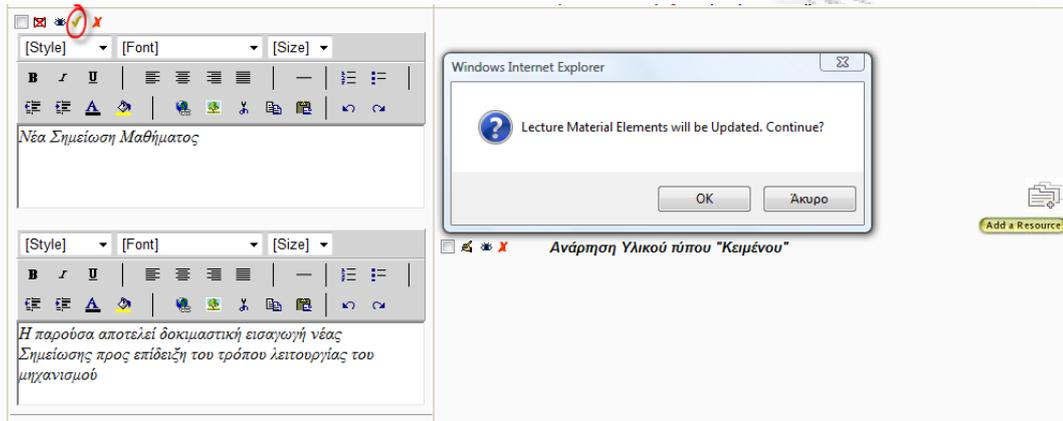 [Style] [Font] [Size]
B I U
A
Νέα Σημείωση Μαθήματος
[Style] [Font] [Size]
B I U
A
Η παρούσα αποτελεί δοκιμαστική εισαγωγή νέας
Σημείωσης προς επίδειξη του τρόπου λειτουργίας του
μηχανισμού
Windows Internet Explorer
Lecture Material Elements will be Updated. Continue?
OK Άκυρο
Ανάρτηση Υλικού τύπου "Κειμένου"
Add a Resource